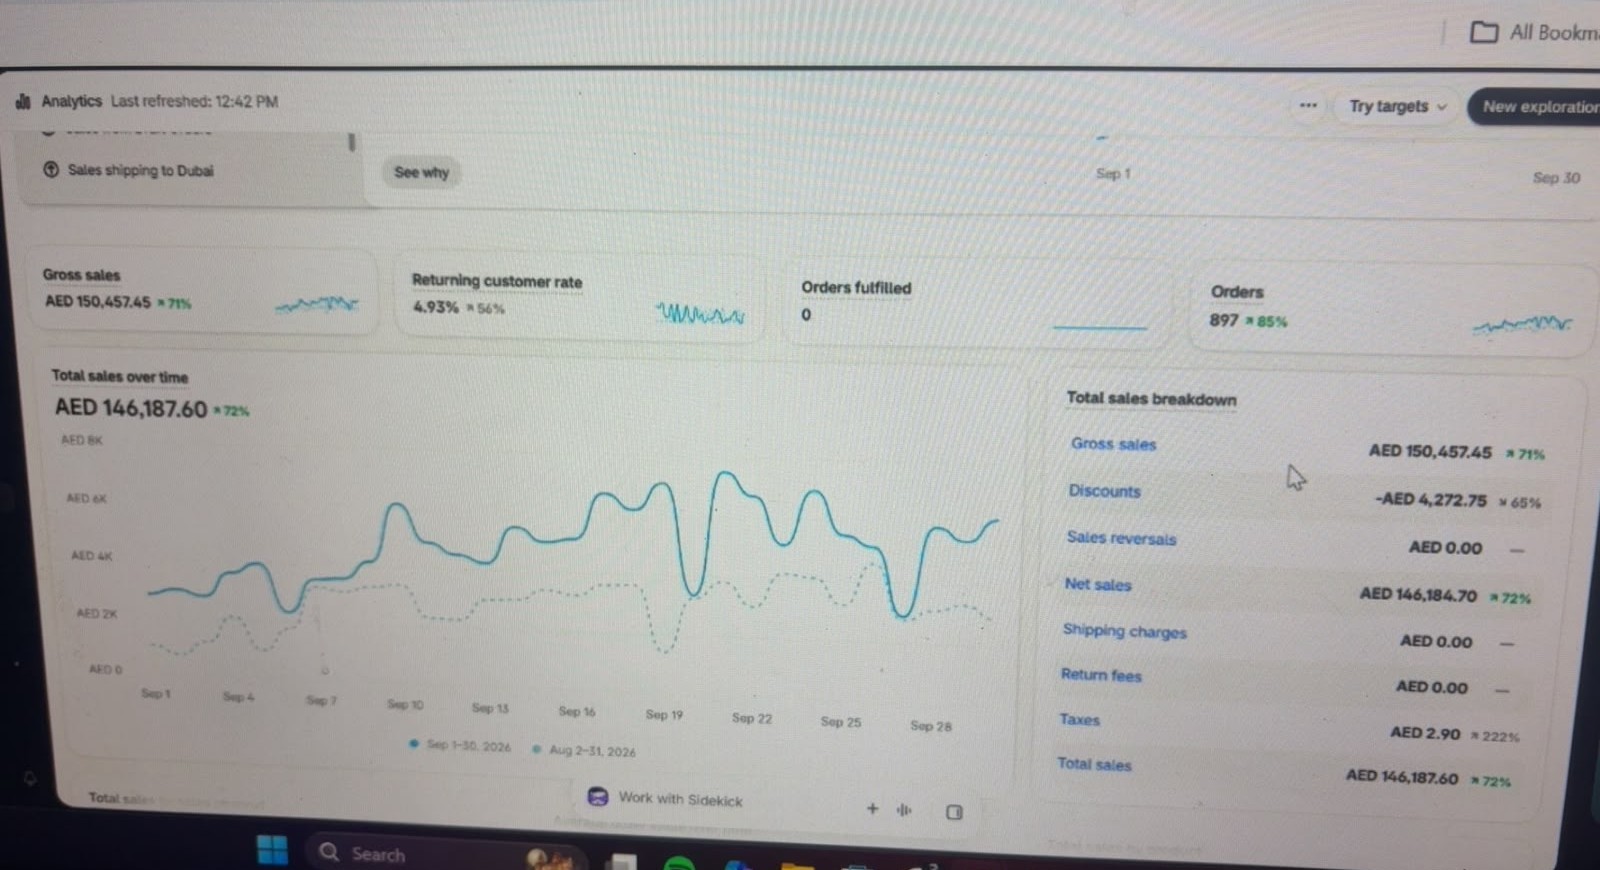 All Bookm
Analytics Last refreshed: 12:42 PM
Try targets
New exploration
Sales shipping to Dubai
See why
Sep 1
Sep 30
Gross sales
AED 150,457.45 71%
Returning customer rate
4.93% 56%
Orders fulfilled
0
Orders
897 85%
Total sales over time
AED 146,187.60 72%
AED 8K
AED 6K
AED 4K
AED 2K
AED 0
Sep 1
Sep 4
Sep 7
Sep 10
Sep 13
Sep 16
Sep 19
Sep 22
Sep 25
Sep 28
Sep 1-30, 2026
Aug 2-31, 2026
Total sales breakdown
Gross sales AED 150,457.45 71%
Discounts -AED 4,272.75 65%
Sales reversals AED 0.00 —
Net sales AED 146,184.70 72%
Shipping charges AED 0.00 —
Return fees AED 0.00 —
Taxes AED 2.90 222%
Total sales AED 146,187.60 72%
Total sales
Work with Sidekick
Search